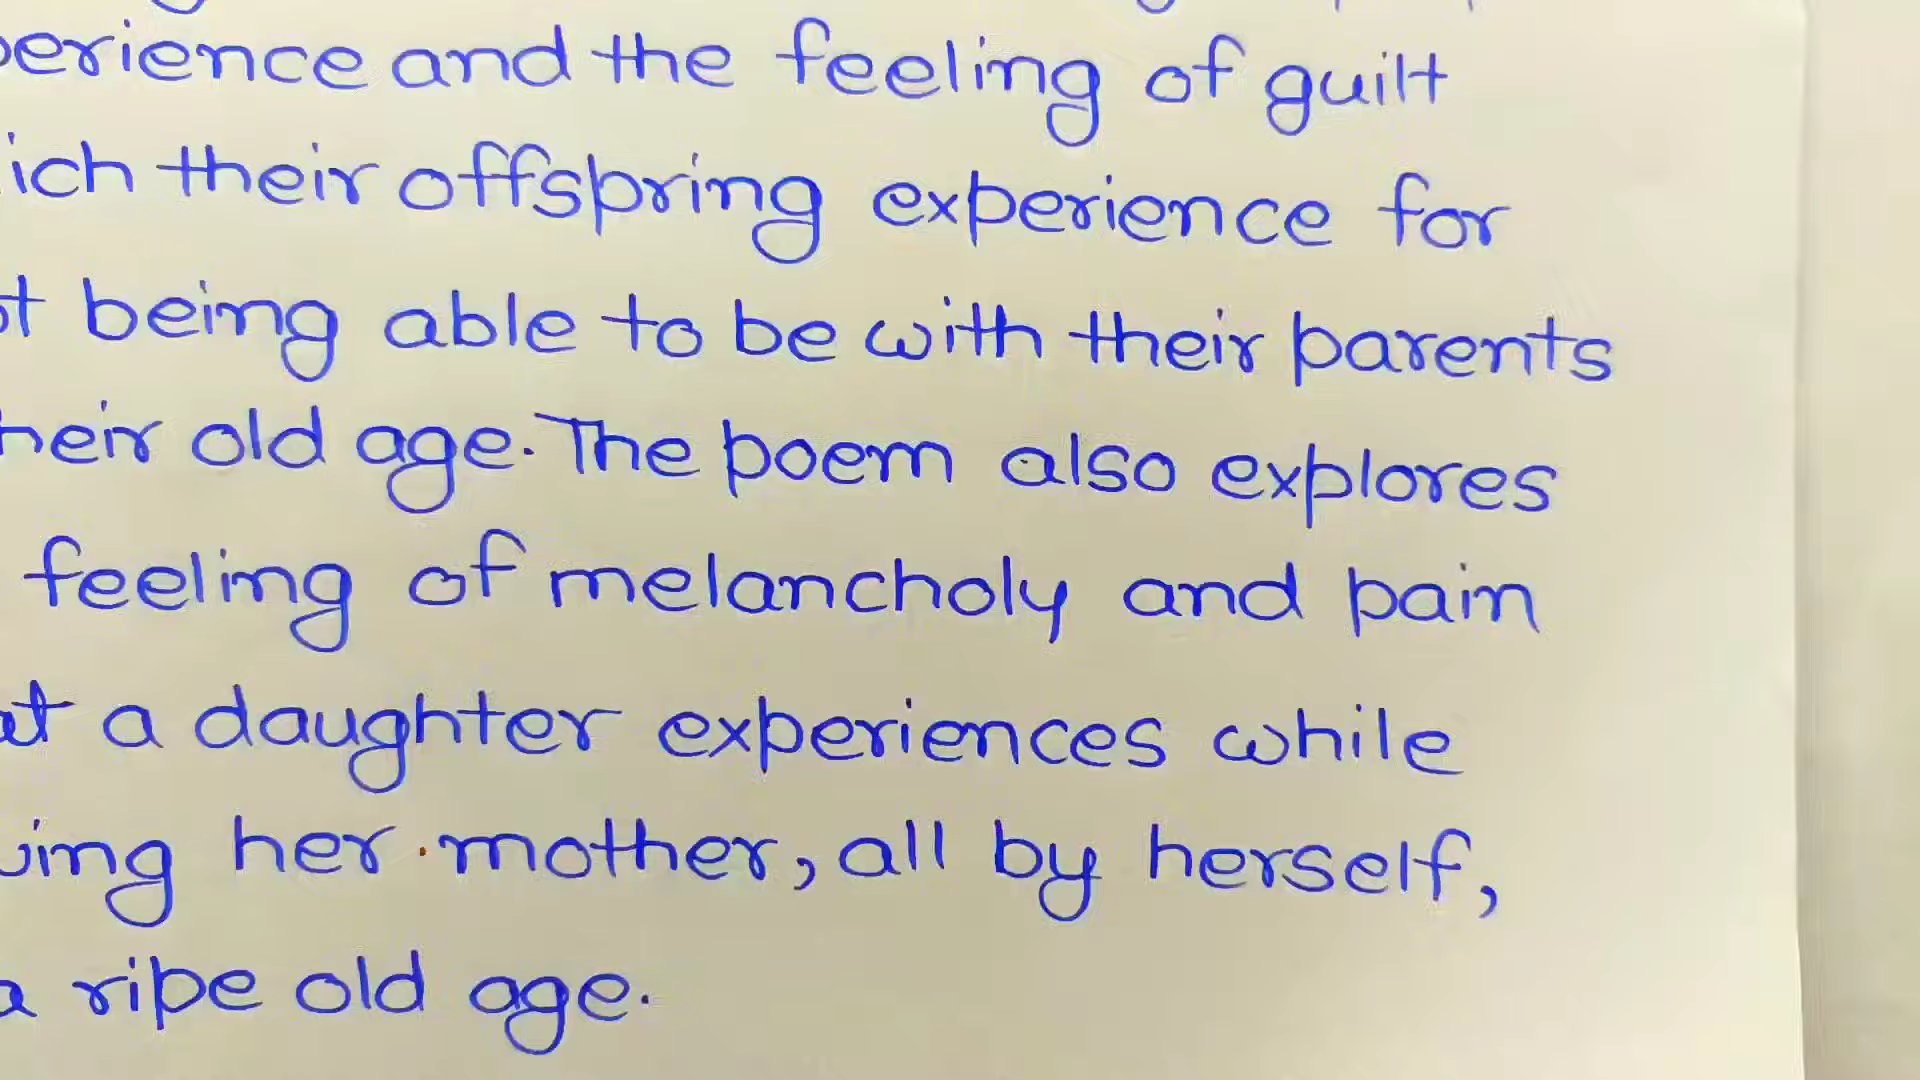 erience and the feeling of guilt
ich their offspring experience for
t being able to be with their parents
heir old age. The poem also explores
feeling of melancholy and pain
at a daughter experiences while
ing her mother, all by herself,
a ripe old age.